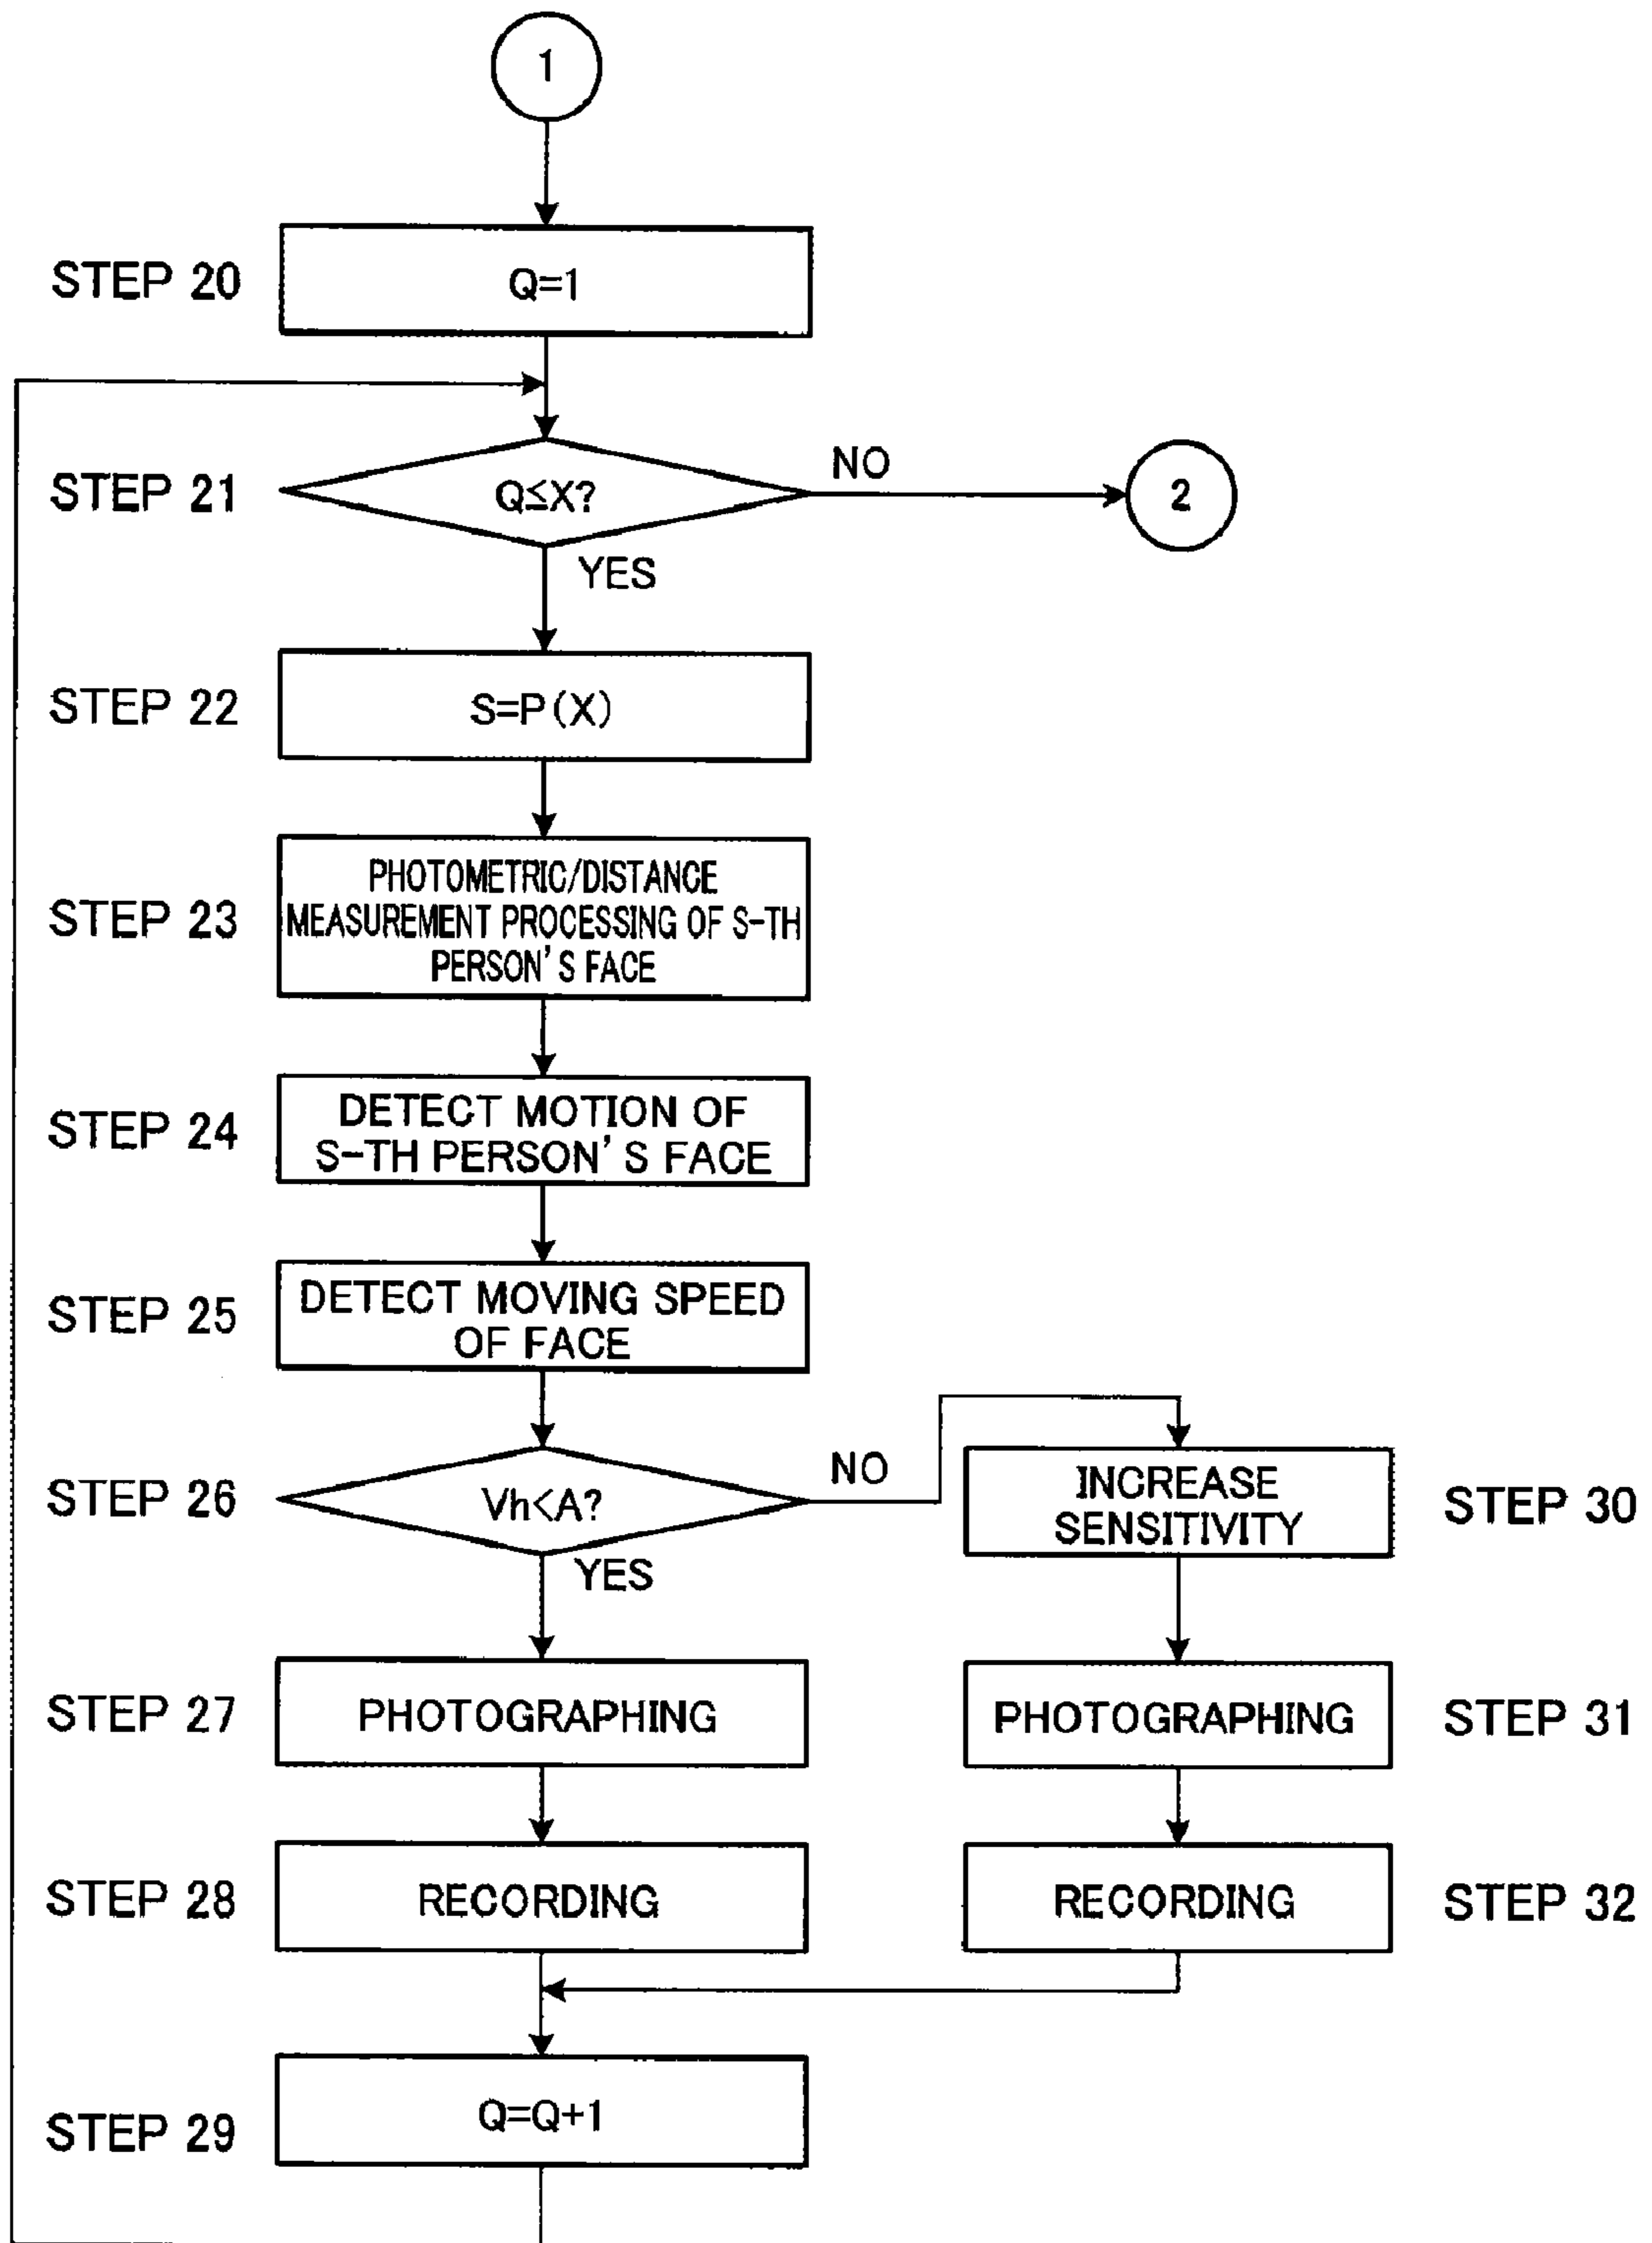 1
STEP 20
Q=1
STEP 21
Q≦X?
NO
2
YES
STEP 22
S=P(X)
STEP 23
PHOTOMETRIC/DISTANCE
MEASUREMENT PROCESSING OF S-TH
PERSON'S FACE
STEP 24
DETECT MOTION OF
S-TH PERSON'S FACE
STEP 25
DETECT MOVING SPEED
OF FACE
STEP 26
Vh<A?
NO
INCREASE
SENSITIVITY
STEP 30
YES
STEP 27
PHOTOGRAPHING
PHOTOGRAPHING
STEP 31
STEP 28
RECORDING
RECORDING
STEP 32
STEP 29
Q=Q+1